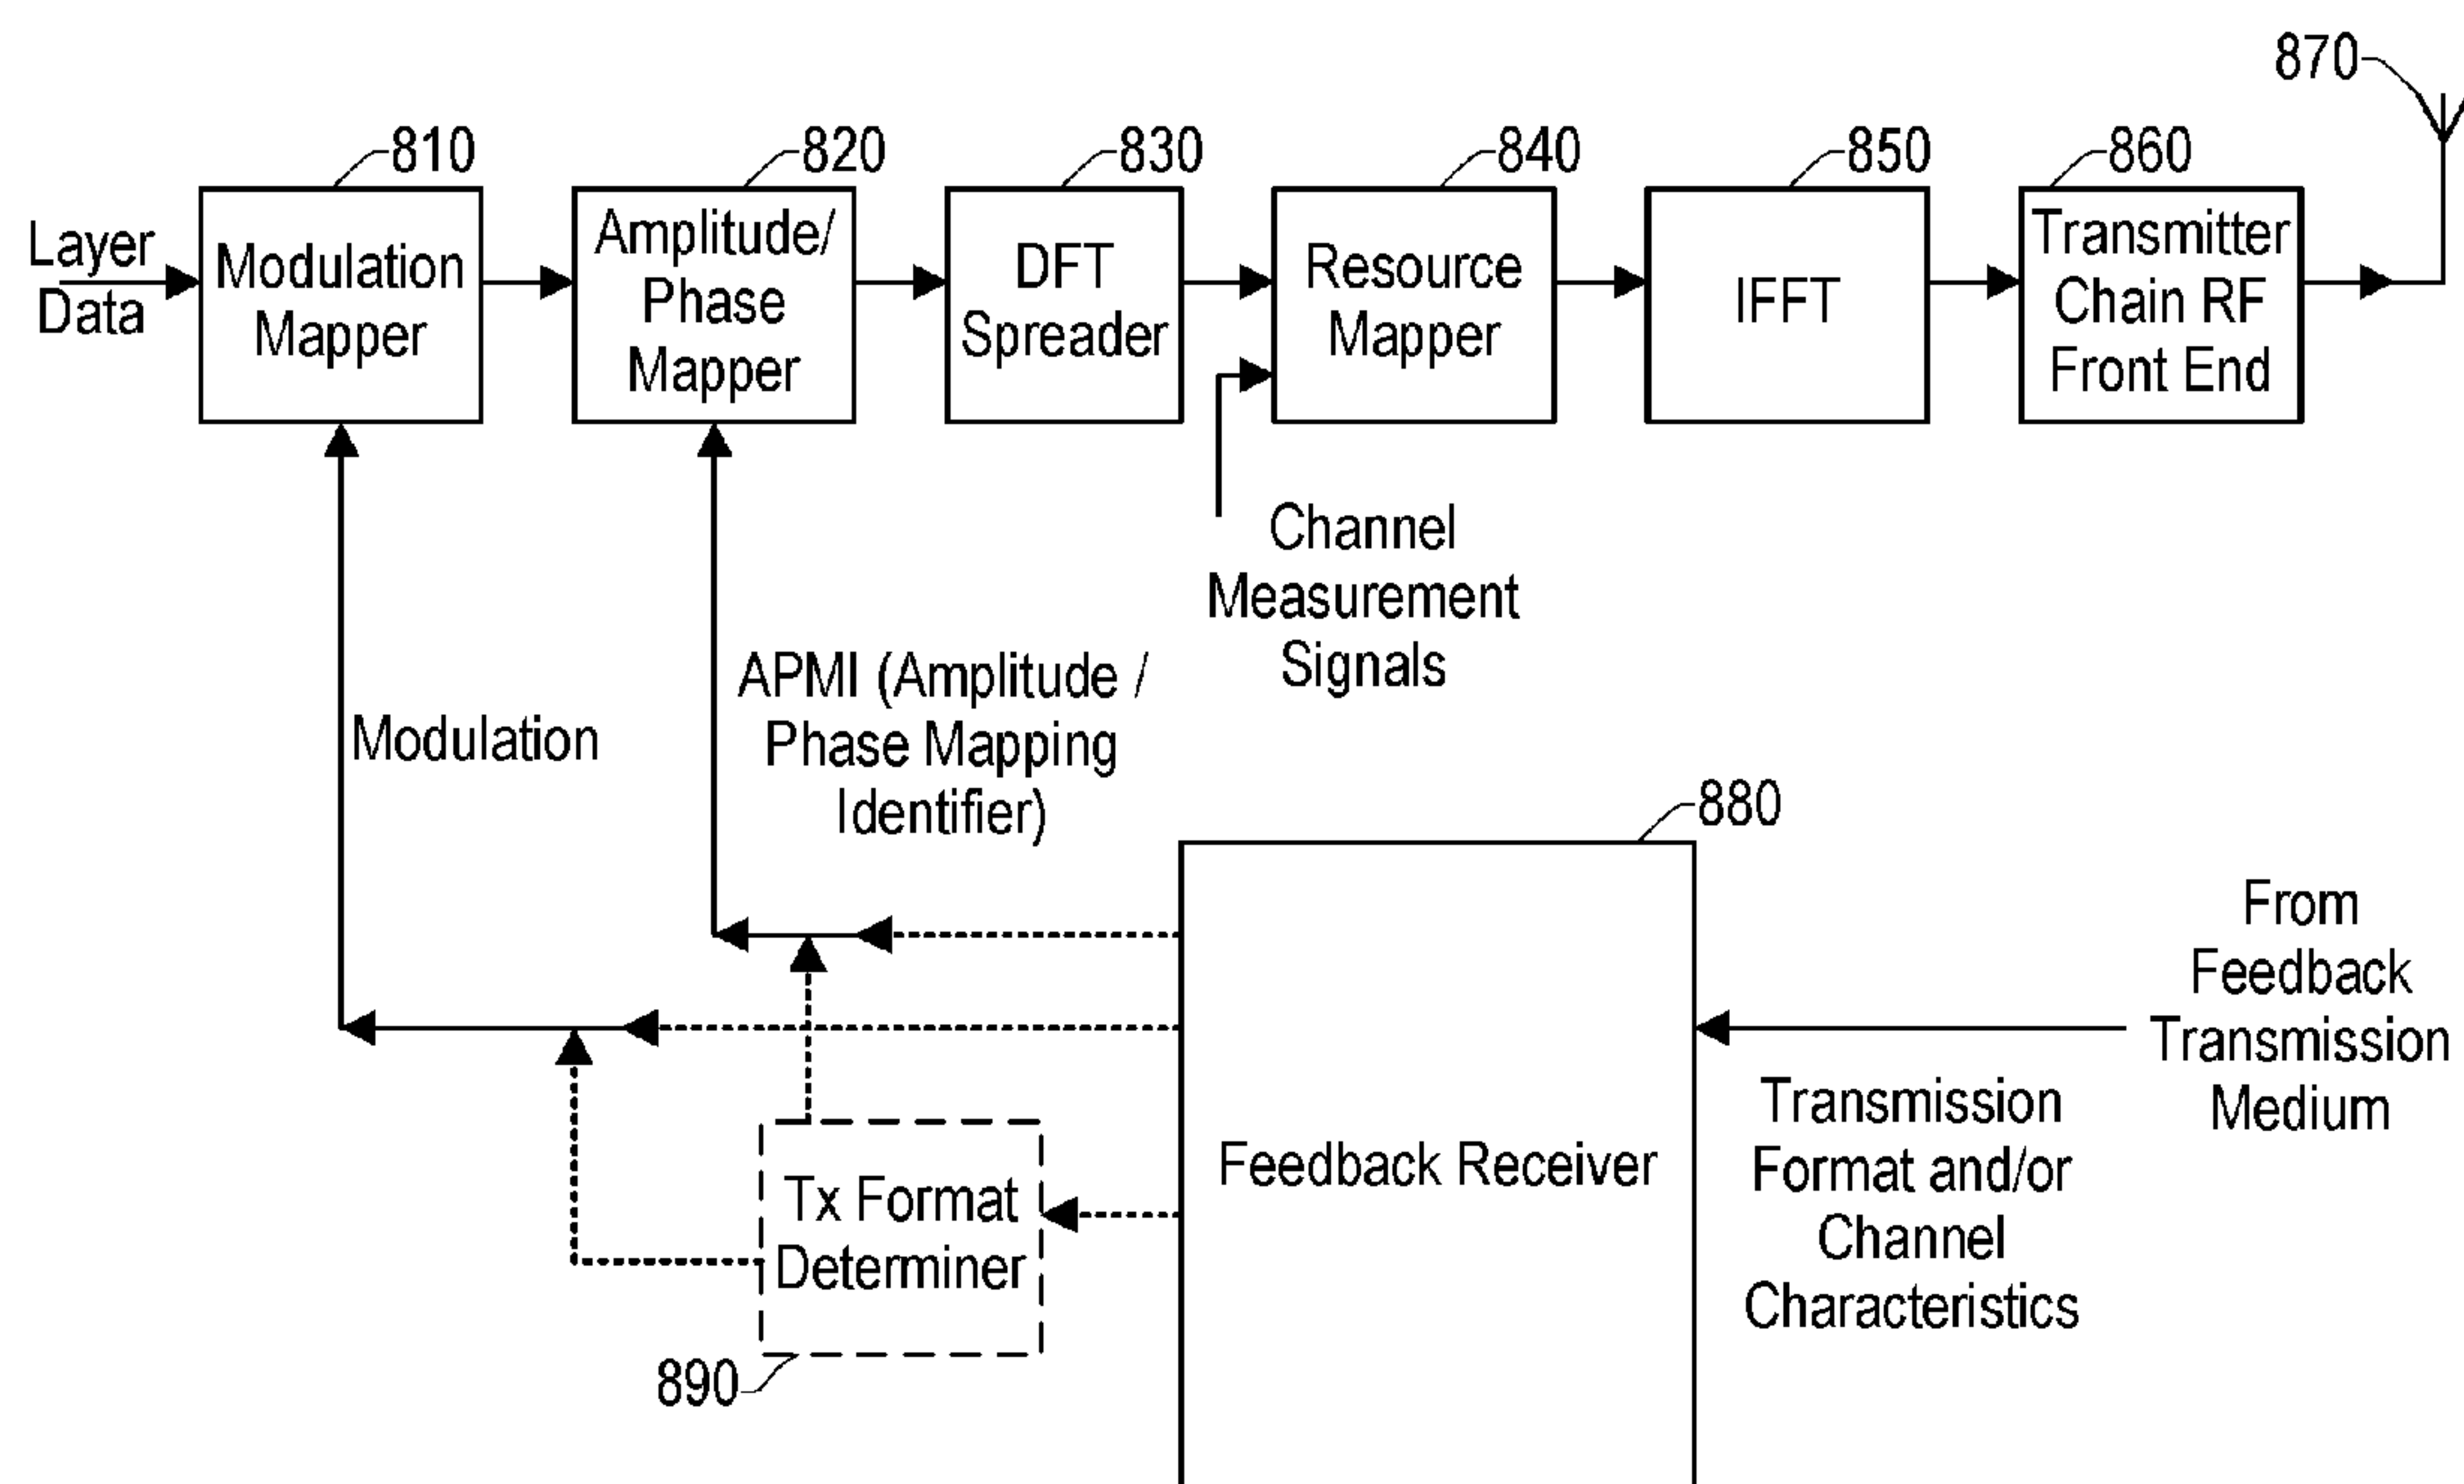 870
810
820
830
840
850
860
Layer
Data
Modulation
Mapper
Amplitude/
Phase
Mapper
DFT
Spreader
Resource
Mapper
IFFT
Transmitter
Chain RF
Front End
Channel
Measurement
Signals
Modulation
APMI (Amplitude /
Phase Mapping
Identifier)
880
From
Feedback
Transmission
Medium
Feedback Receiver
Transmission
Format and/or
Channel
Characteristics
Tx Format
Determiner
890